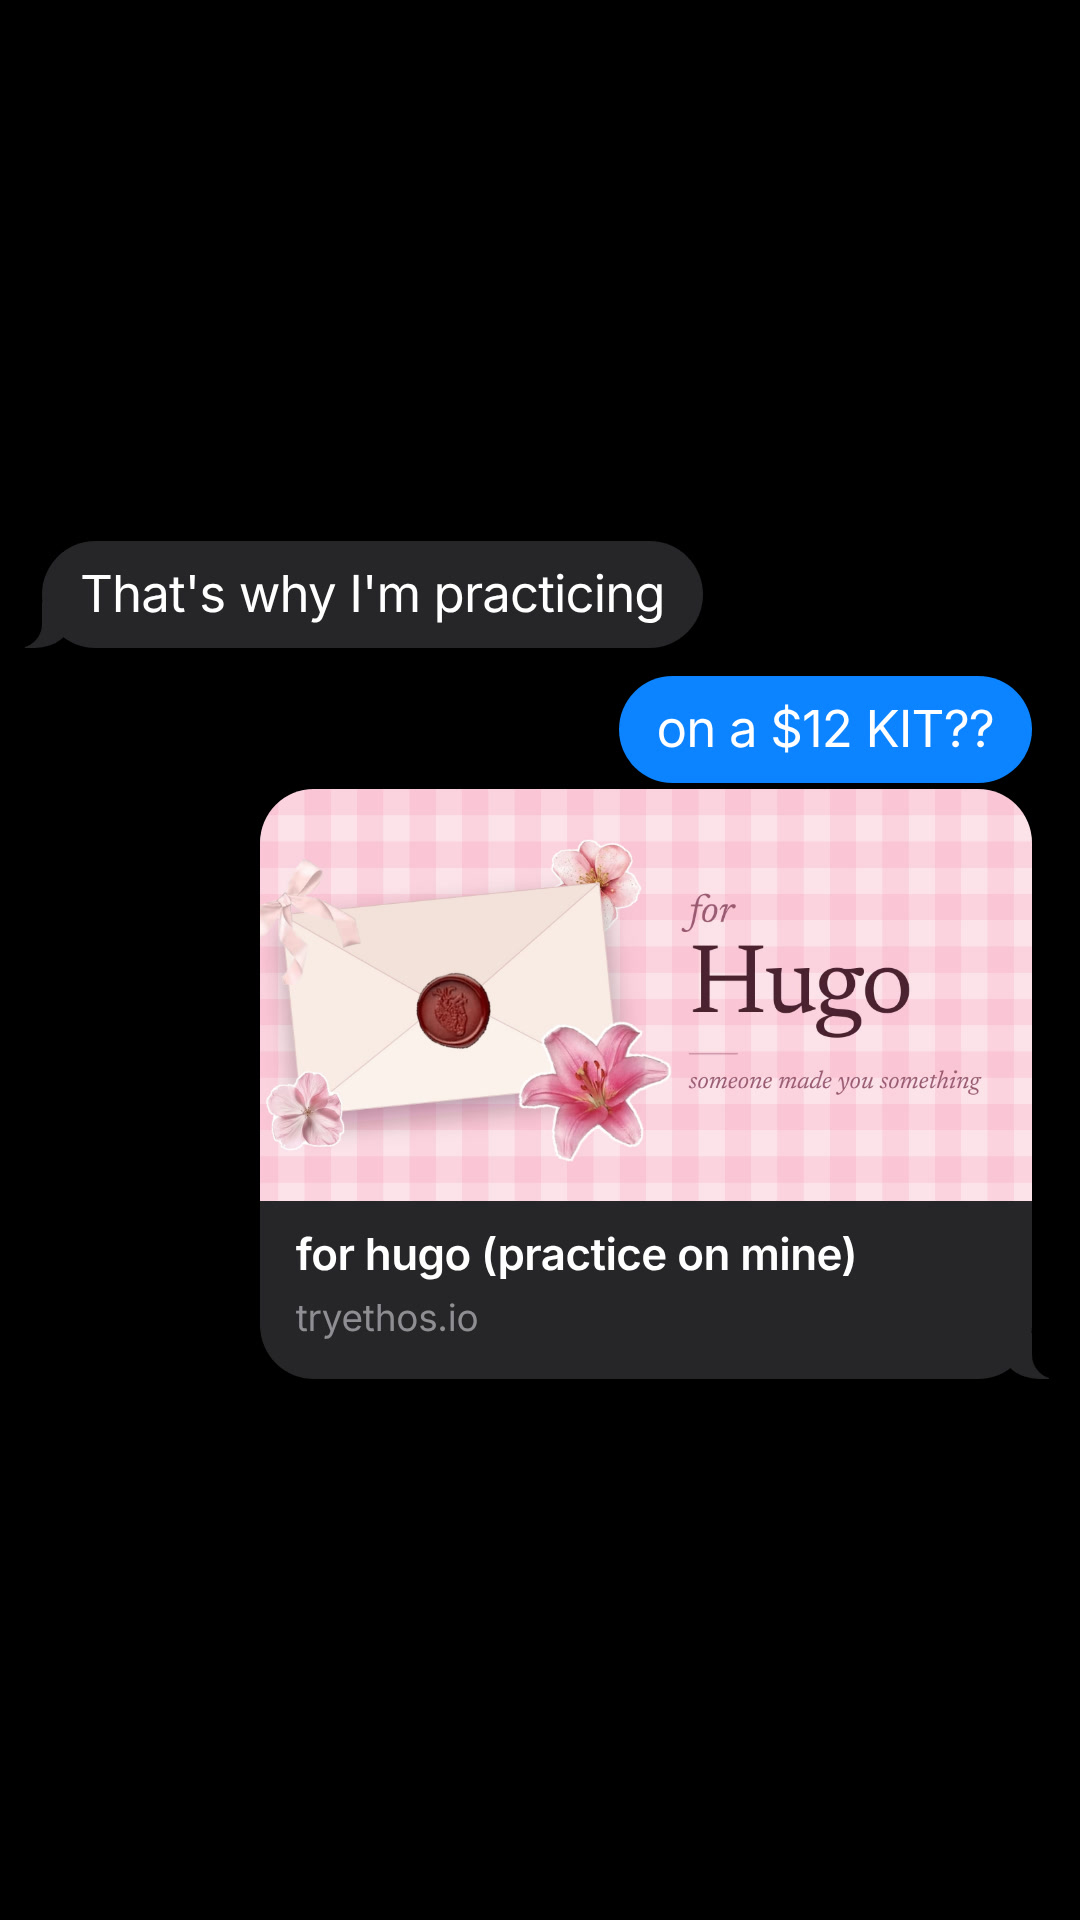 That's why I'm practicing
on a $12 KIT??
for
Hugo
someone made you something
for hugo (practice on mine)
tryethos.io